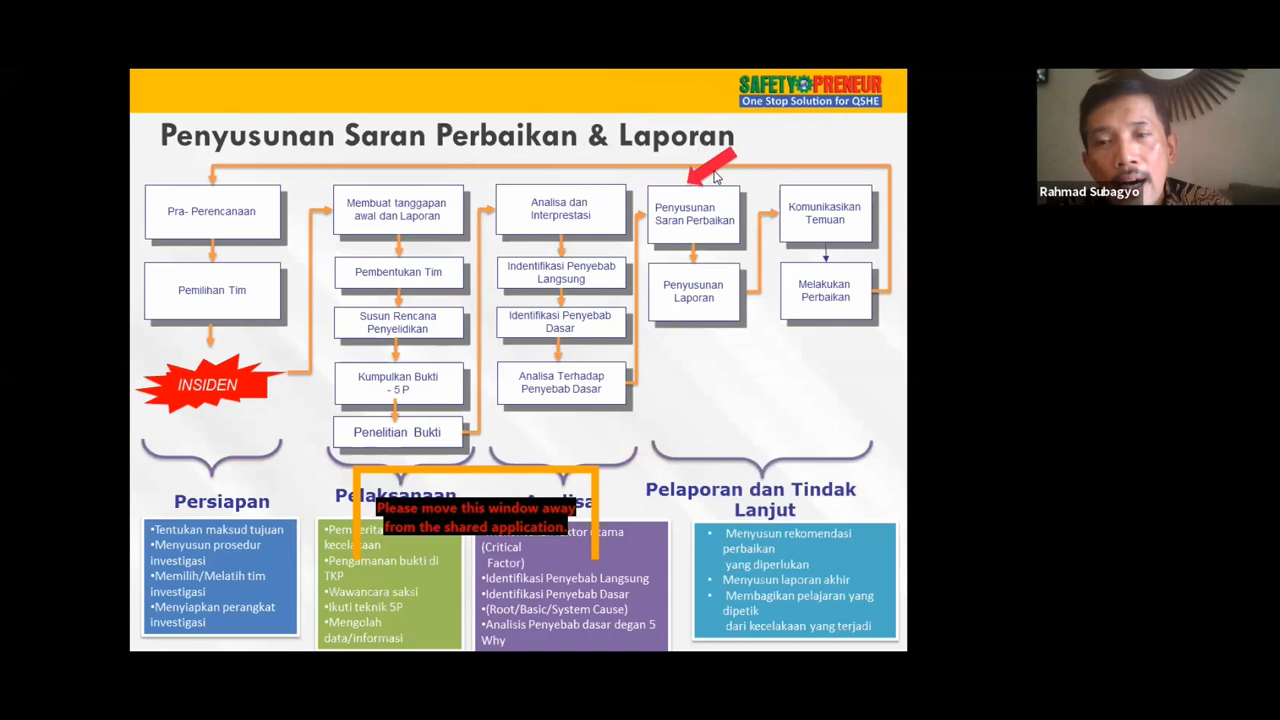 SAFETY PRENEUR
One Stop Solution for QSHE
Penyusunan Saran Perbaikan & Laporan
Pra- Perencanaan
Pemilihan Tim
INSIDEN
Membuat tanggapan
awal dan Laporan
Pembentukan Tim
Susun Rencana
Penyelidikan
Kumpulkan Bukti
- 5 P
Penelitian Bukti
Analisa dan
Interprestasi
Indentifikasi Penyebab
Langsung
Identifikasi Penyebab
Dasar
Analisa Terhadap
Penyebab Dasar
Penyusunan
Saran Perbaikan
Penyusunan
Laporan
Komunikasikan
Temuan
Melakukan
Perbaikan
Persiapan
•Tentukan maksud tujuan
•Menyusun prosedur
investigasi
•Memilih/Melatih tim
investigasi
•Menyiapkan perangkat
investigasi
Pelaksanaan
kecelakaan
•Pengamanan bukti di
TKP
•Wawancara saksi
•Ikuti teknik 5P
•Mengolah
data/informasi
Please move this window away
from the shared application.
Analisa
(Critical
Factor)
•Identifikasi Penyebab Langsung
•Identifikasi Penyebab Dasar
•(Root/Basic/System Cause)
•Analisis Penyebab dasar degan 5
Why
Pelaporan dan Tindak
Lanjut
• Menyusun rekomendasi
perbaikan
yang diperlukan
• Menyusun laporan akhir
• Membagikan pelajaran yang
dipetik
dari kecelakaan yang terjadi
Rahmad Subagyo